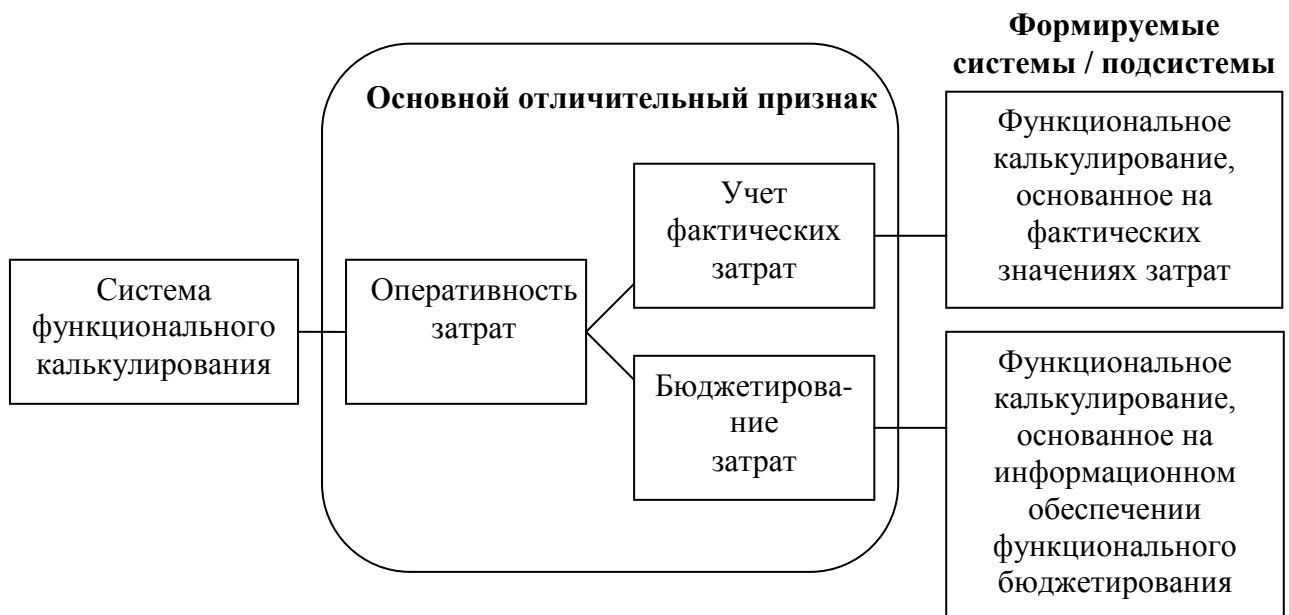 Формируемые
системы / подсистемы
Основной отличительный признак
Система
функционального
калькулирования
Оперативность
затрат
Учет
фактических
затрат
Бюджетирова-
ние
затрат
Функциональное
калькулирование,
основанное на
фактических
значениях затрат
Функциональное
калькулирование,
основанное на
информационном
обеспечении
функционального
бюджетирования